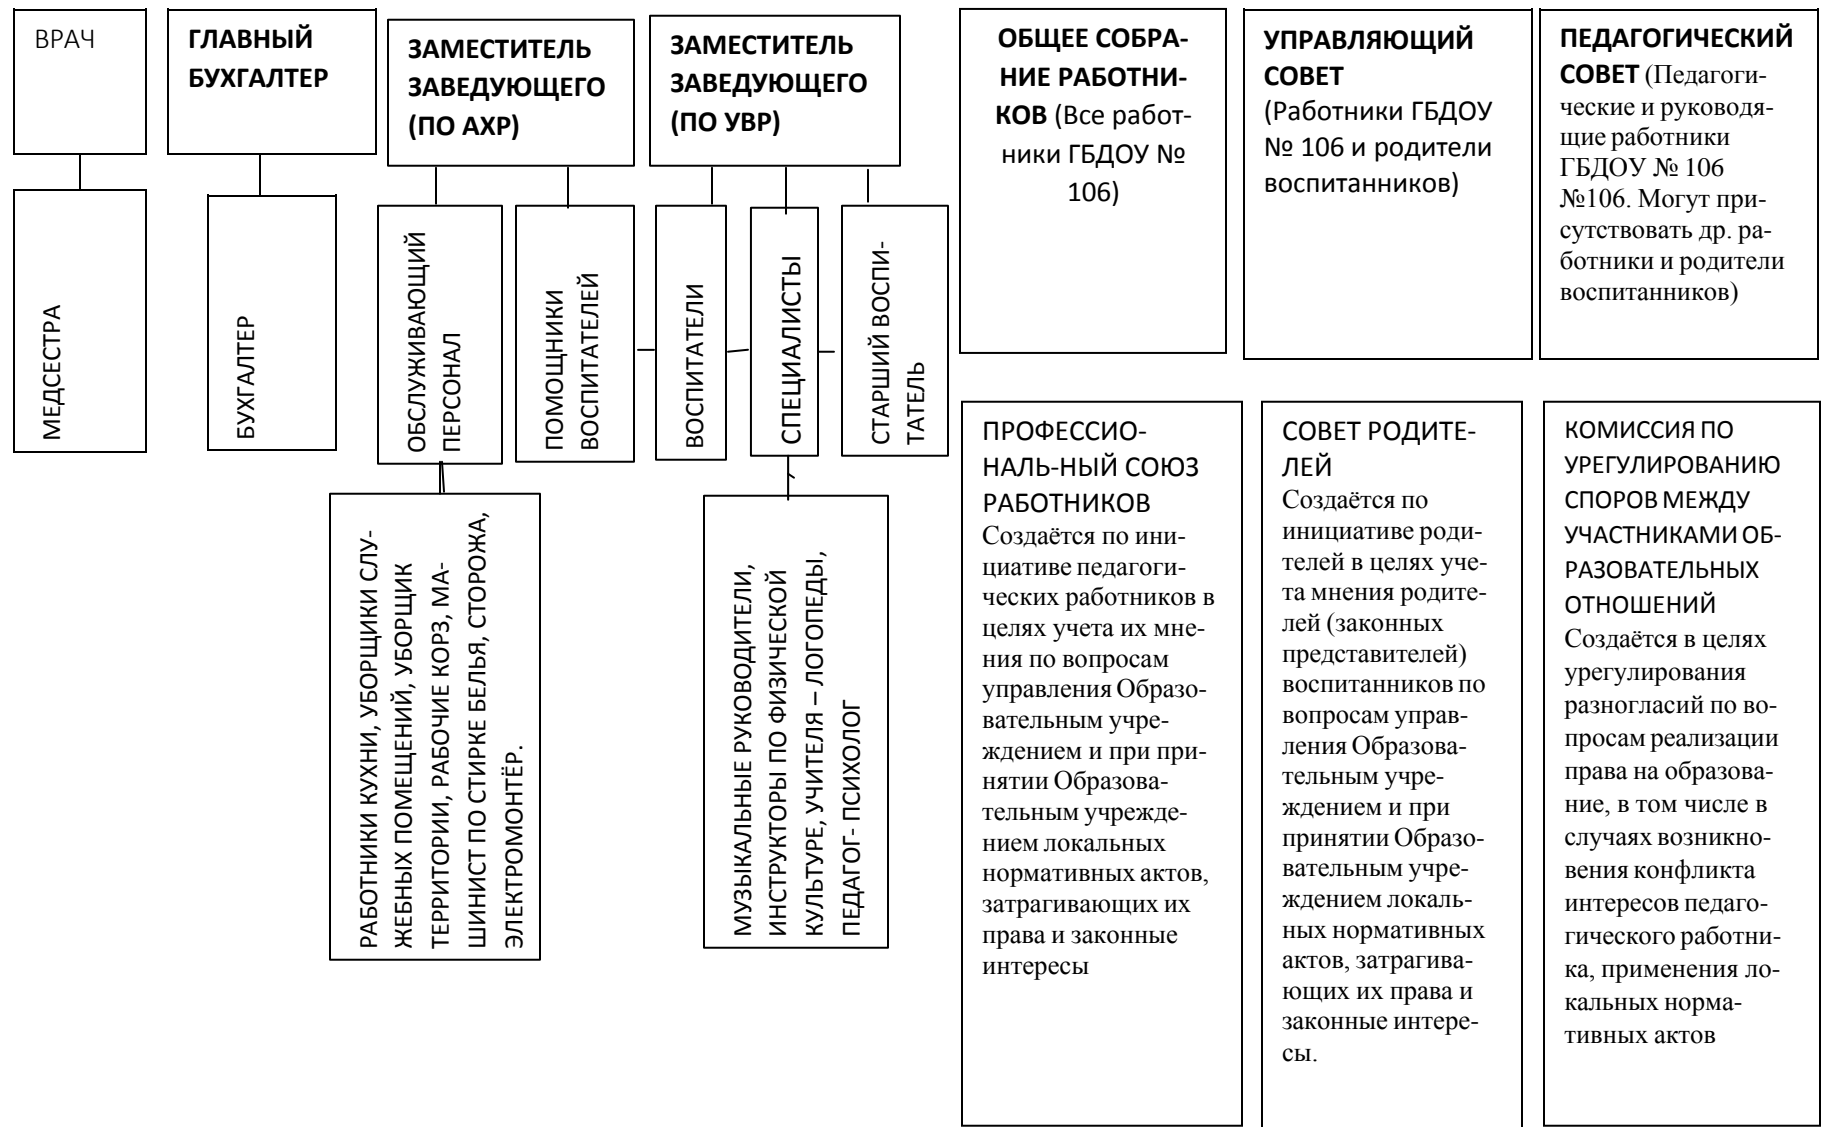 ВРАЧ
ГЛАВНЫЙ
БУХГАЛТЕР
ЗАМЕСТИТЕЛЬ
ЗАВЕДУЮЩЕГО
(ПО АХР)
ЗАМЕСТИТЕЛЬ
ЗАВЕДУЮЩЕГО
(ПО УВР)
ОБЩЕЕ СОБРА-
НИЕ РАБОТНИ-
КОВ (Все работ-
ники ГБДОУ №
106)
УПРАВЛЯЮЩИЙ
СОВЕТ
(Работники ГБДОУ
№ 106 и родители
воспитанников)
ПЕДАГОГИЧЕСКИЙ
СОВЕТ (Педагоги-
ческие и руководя-
щие работники
ГБДОУ № 106
№106. Могут при-
сутствовать др. ра-
ботники и родители
воспитанников)
МЕДСЕСТРА
БУХГАЛТЕР
ОБСЛУЖИВАЮЩИЙ
ПЕРСОНАЛ
ПОМОЩНИКИ
ВОСПИТАТЕЛЕЙ
ВОСПИТАТЕЛИ
СПЕЦИАЛИСТЫ
СТАРШИЙ ВОСПИ-
ТАТЕЛЬ
РАБОТНИКИ КУХНИ, УБОРЩИКИ СЛУ-
ЖЕБНЫХ ПОМЕЩЕНИЙ, УБОРЩИК
ТЕРРИТОРИИ, РАБОЧИЕ КОРЗ, МА-
ШИНИСТ ПО СТИРКЕ БЕЛЬЯ, СТОРОЖА,
ЭЛЕКТРОМОНТЁР.
МУЗЫКАЛЬНЫЕ РУКОВОДИТЕЛИ,
ИНСТРУКТОРЫ ПО ФИЗИЧЕСКОЙ
КУЛЬТУРЕ, УЧИТЕЛЯ – ЛОГОПЕДЫ,
ПЕДАГОГ- ПСИХОЛОГ
ПРОФЕССИО-
НАЛЬ-НЫЙ СОЮЗ
РАБОТНИКОВ
Создаётся по ини-
циативе педагоги-
ческих работников в
целях учета их мне-
ния по вопросам
управления Образо-
вательным учре-
ждением и при при-
нятии Образова-
тельным учрежде-
нием локальных
нормативных актов,
затрагивающих их
права и законные
интересы
СОВЕТ РОДИТЕ-
ЛЕЙ
Создаётся по
инициативе роди-
телей в целях уче-
та мнения родите-
лей (законных
представителей)
воспитанников по
вопросам управ-
ления Образова-
тельным учре-
ждением и при
принятии Образо-
вательным учре-
ждением локаль-
ных нормативных
актов, затрагива-
ющих их права и
законные интере-
сы.
КОМИССИЯ ПО
УРЕГУЛИРОВАНИЮ
СПОРОВ МЕЖДУ
УЧАСТНИКАМИ ОБ-
РАЗОВАТЕЛЬНЫХ
ОТНОШЕНИЙ
Создаётся в целях
урегулирования
разногласий по во-
просам реализации
права на образова-
ние, в том числе в
случаях возникно-
вения конфликта
интересов педаго-
гического работни-
ка, применения ло-
кальных норма-
тивных актов